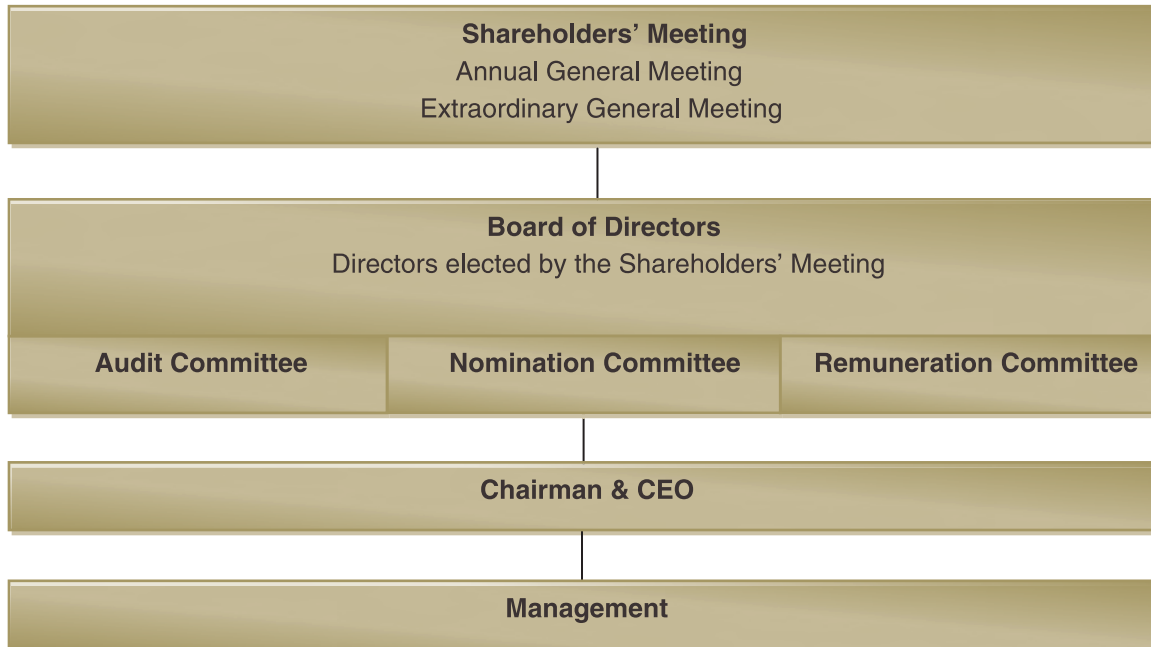 Shareholders’ Meeting
Annual General Meeting
Extraordinary General Meeting
Board of Directors
Directors elected by the Shareholders’ Meeting
Audit Committee
Nomination Committee
Remuneration Committee
Chairman & CEO
Management